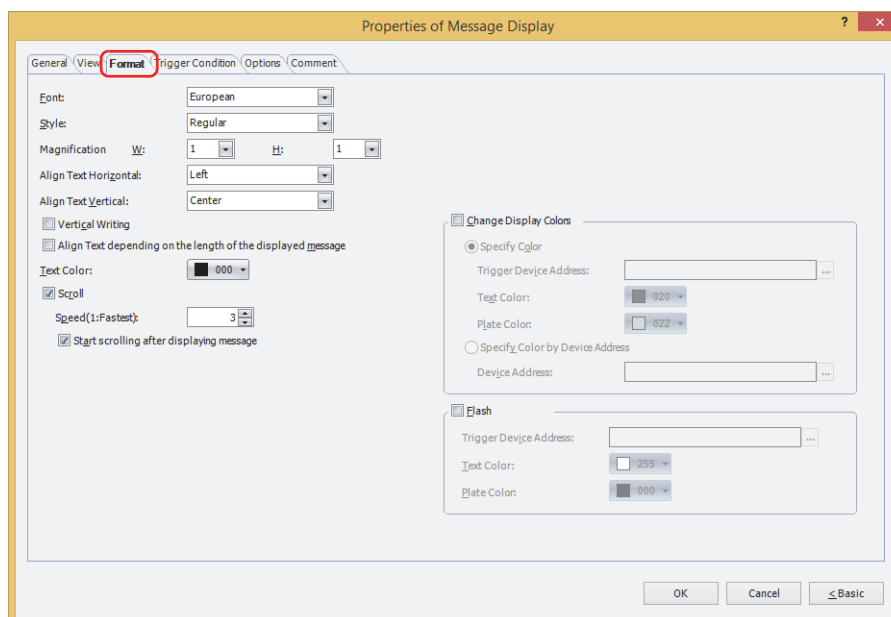 Properties of Message Display
?
General View Format Trigger Condition Options Comment
Font: European
Style: Regular
Magnification W: 1 H: 1
Align Text Horizontal: Left
Align Text Vertical: Center
Vertical Writing
Align Text depending on the length of the displayed message
Text Color: 000
Scroll
Speed(1:Fastest): 3
Start scrolling after displaying message
Change Display Colors
Specify Color
Trigger Device Address: ...
Text Color: 020
Plate Color: 022
Specify Color by Device Address
Device Address: ...
Flash
Trigger Device Address: ...
Text Color: 255
Plate Color: 000
OK Cancel < Basic